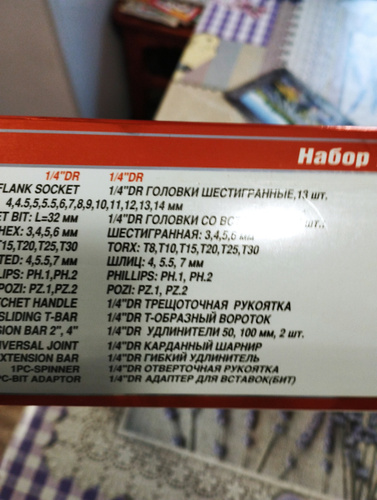 Набор
1/4"DR 1/4"DR
FLANK SOCKET 1/4"DR ГОЛОВКИ ШЕСТИГРАННЫЕ,13 шт.
4,4.5,5,5.5,6,7,8,9,10,11,12,13,14 мм
BIT: L=32 мм 1/4"DR ГОЛОВКИ СО
HEX: 3,4,5,6 мм ШЕСТИГРАННАЯ: 3,4,5,6 мм
T15,T20,T25,T30 TORX: T8,T10,T15,T20,T25,T30
4,5.5,7 мм ШЛИЦ: 4, 5.5, 7 мм
PH.1,PH.2 PHILLIPS: PH.1, PH.2
POZI: PZ.1,PZ.2 POZI: PZ.1, PZ.2
HANDLE 1/4"DR ТРЕЩОТОЧНАЯ РУКОЯТКА
SLIDING T-BAR 1/4"DR Т-ОБРАЗНЫЙ ВОРОТОК
BAR 2", 4" 1/4"DR УДЛИНИТЕЛИ 50, 100 мм, 2 шт.
JOINT 1/4"DR КАРДАННЫЙ ШАРНИР
EXTENSION BAR 1/4"DR ГИБКИЙ УДЛИНИТЕЛЬ
1PC-SPINNER 1/4"DR ОТВЕРТОЧНАЯ РУКОЯТКА
PC-BIT ADAPTOR 1/4"DR АДАПТЕР ДЛЯ ВСТАВОК(БИТ)